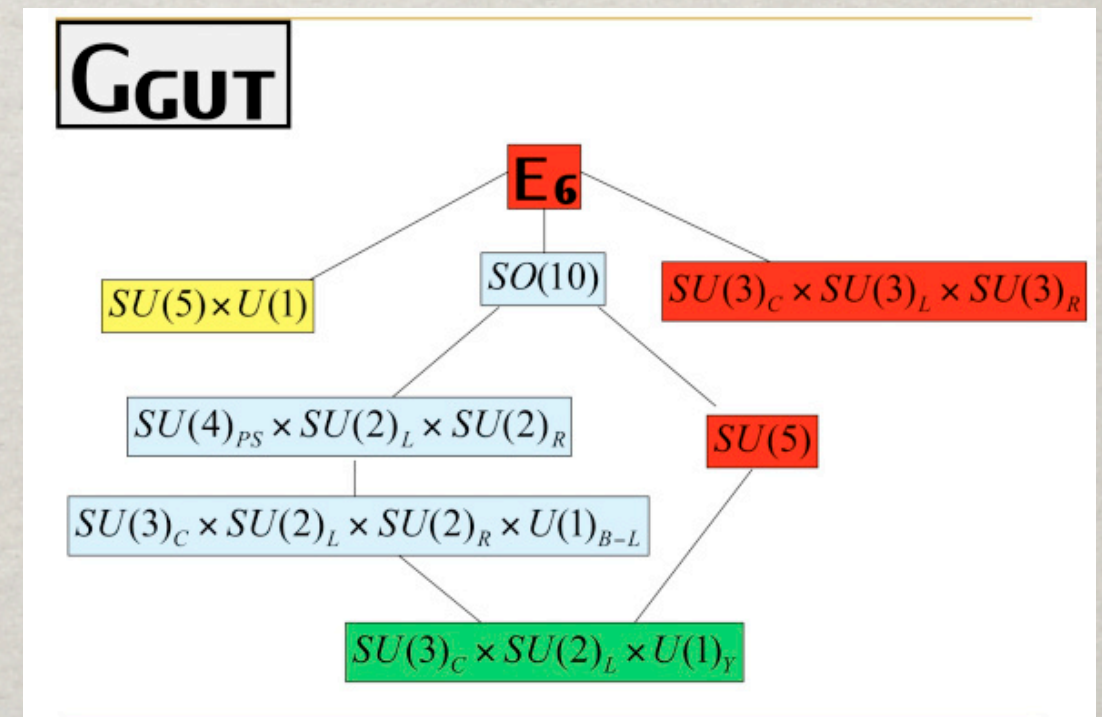 GGUT
E6
SU(5)×U(1)
SO(10)
SU(3)C × SU(3)L × SU(3)R
SU(4)PS × SU(2)L × SU(2)R
SU(5)
SU(3)C × SU(2)L × SU(2)R × U(1)B−L
SU(3)C × SU(2)L × U(1)Y